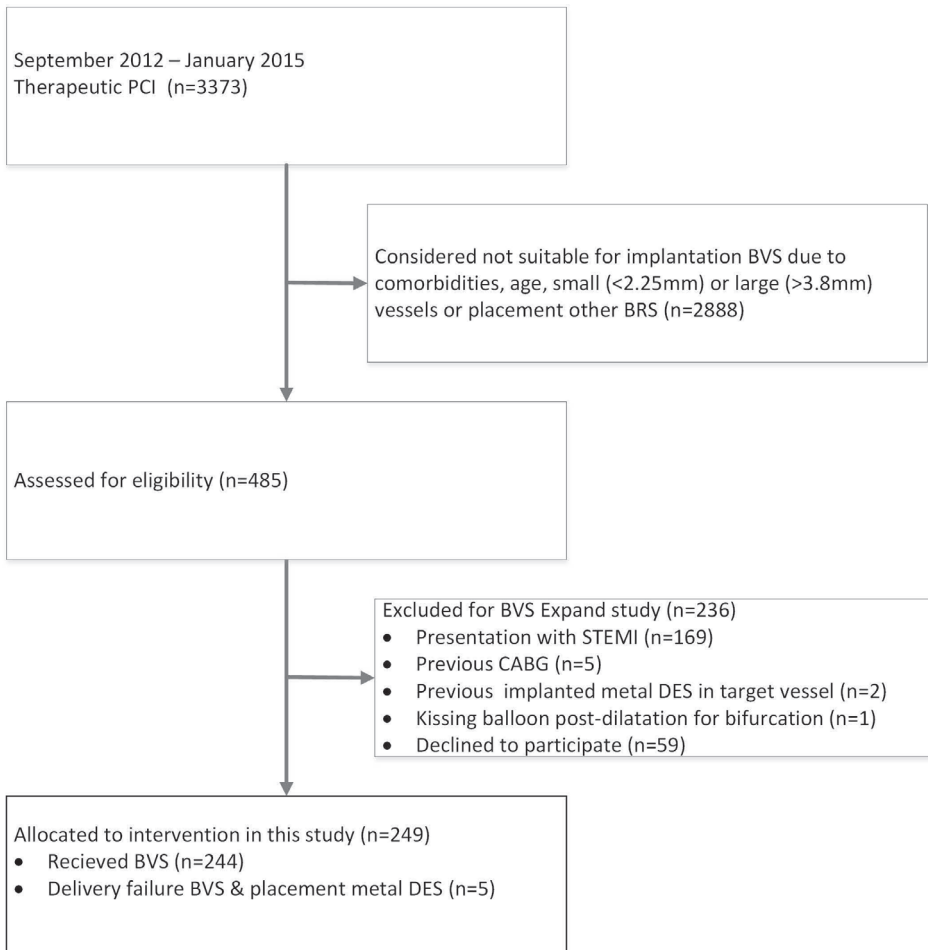 September 2012 – January 2015
Therapeutic PCI (n=3373)
Considered not suitable for implantation BVS due to
comorbidities, age, small (<2.25mm) or large (>3.8mm)
vessels or placement other BRS (n=2888)
Assessed for eligibility (n=485)
Excluded for BVS Expand study (n=236)
• Presentation with STEMI (n=169)
• Previous CABG (n=5)
• Previous implanted metal DES in target vessel (n=2)
• Kissing balloon post-dilatation for bifurcation (n=1)
• Declined to participate (n=59)
Allocated to intervention in this study (n=249)
• Recieved BVS (n=244)
• Delivery failure BVS & placement metal DES (n=5)